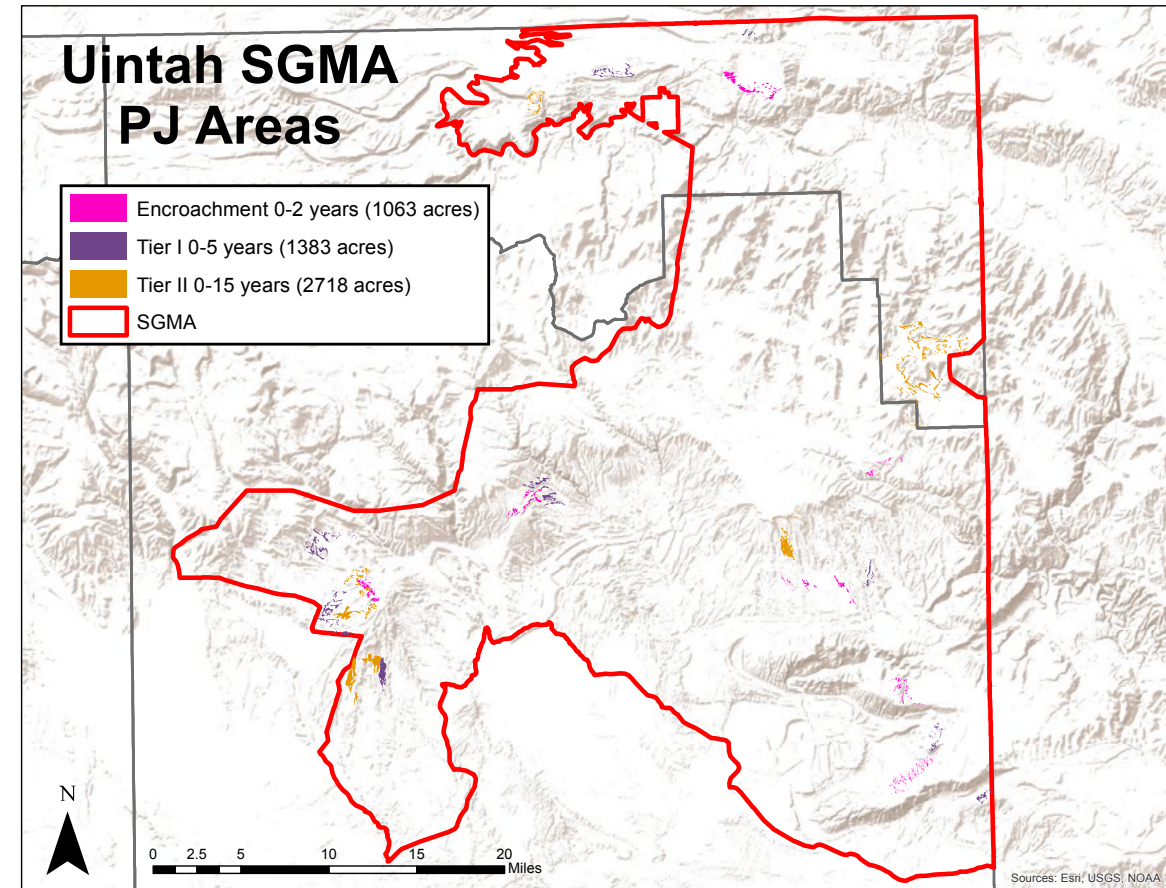 Uintah SGMA
PJ Areas
Encroachment 0-2 years (1063 acres)
Tier I 0-5 years (1383 acres)
Tier II 0-15 years (2718 acres)
SGMA
N
0 2.5 5 10 15 20
Miles
Sources: Esri, USGS, NOAA